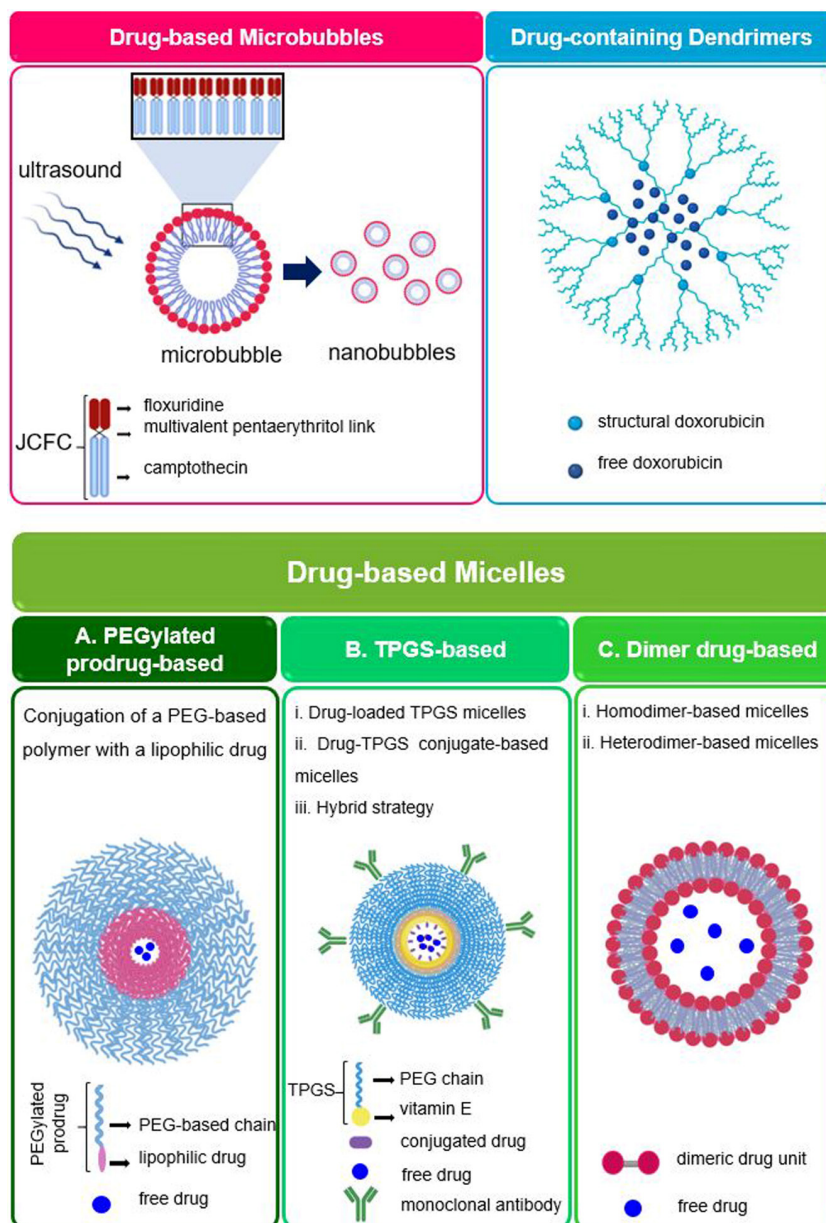 Drug-based Microbubbles
ultrasound
microbubble
nanobubbles
JCFC
floxuridine
multivalent pentaerythritol link
camptothecin
Drug-containing Dendrimers
structural doxorubicin
free doxorubicin
Drug-based Micelles
A. PEGylated
prodrug-based
Conjugation of a PEG-based
polymer with a lipophilic drug
PEGylated
prodrug
PEG-based chain
lipophilic drug
free drug
B. TPGS-based
i. Drug-loaded TPGS micelles
ii. Drug-TPGS conjugate-based
micelles
iii. Hybrid strategy
TPGS
PEG chain
vitamin E
conjugated drug
free drug
monoclonal antibody
C. Dimer drug-based
i. Homodimer-based micelles
ii. Heterodimer-based micelles
dimeric drug unit
free drug